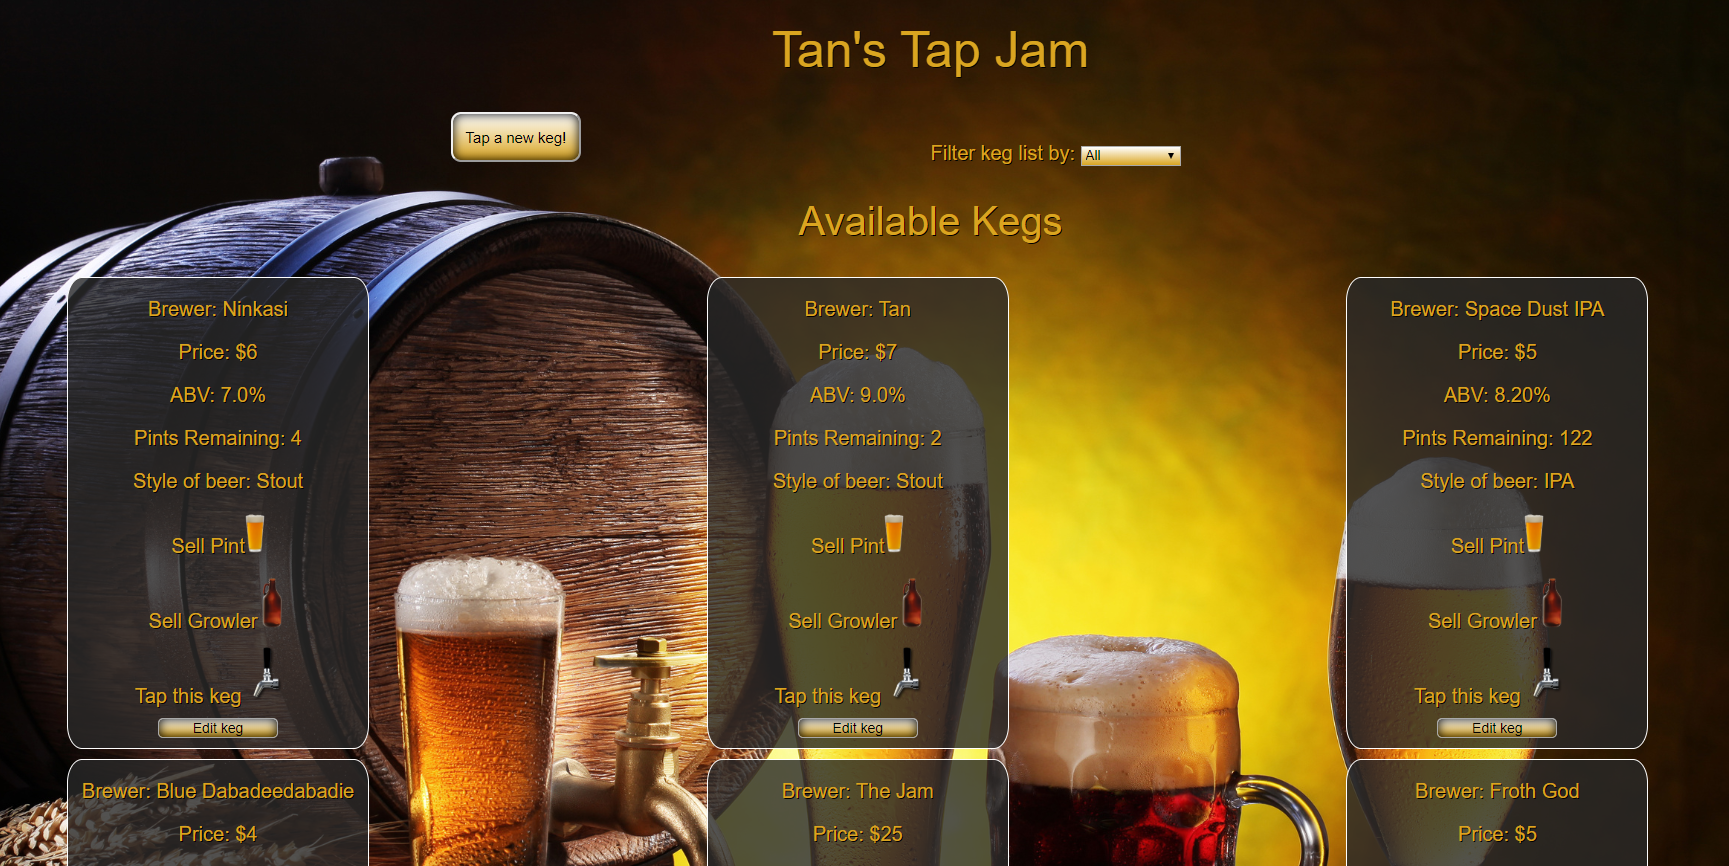 Tan's Tap Jam
Tap a new keg!
Filter keg list by: All
Available Kegs
Brewer: Ninkasi
Price: $6
ABV: 7.0%
Pints Remaining: 4
Style of beer: Stout
Sell Pint
Sell Growler
Tap this keg
Edit keg
Brewer: Tan
Price: $7
ABV: 9.0%
Pints Remaining: 2
Style of beer: Stout
Sell Pint
Sell Growler
Tap this keg
Edit keg
Brewer: Space Dust IPA
Price: $5
ABV: 8.20%
Pints Remaining: 122
Style of beer: IPA
Sell Pint
Sell Growler
Tap this keg
Edit keg
Brewer: Blue Dabadeedabadie
Price: $4
Brewer: The Jam
Price: $25
Brewer: Froth God
Price: $5